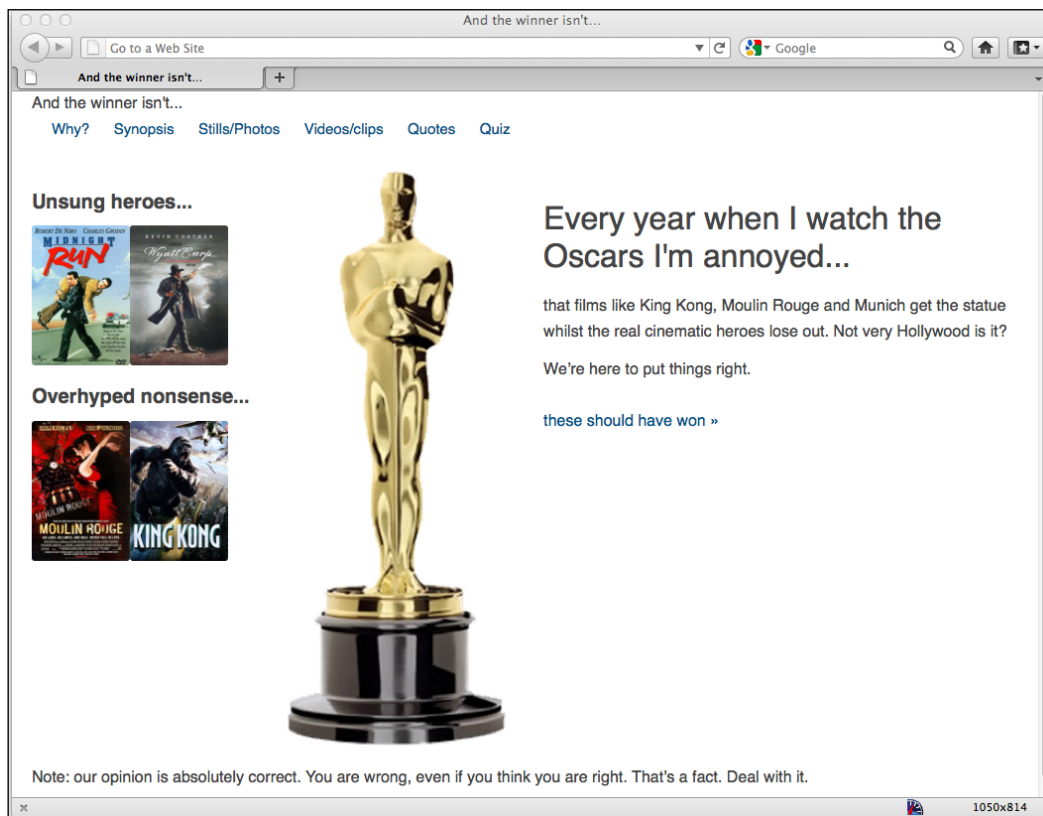 And the winner isn't...
Go to a Web Site
Google
And the winner isn't...
And the winner isn't...
Why? Synopsis Stills/Photos Videos/clips Quotes Quiz
Unsung heroes...
ROBERT DE NIRO CHARLES GRODIN
MIDNIGHT
RUN
KEVIN COSTNER
Wyatt Earp
DVD
Overhyped nonsense...
MOULIN ROUGE
MOULIN ROUGE
KING KONG
Every year when I watch the
Oscars I'm annoyed...
that films like King Kong, Moulin Rouge and Munich get the statue
whilst the real cinematic heroes lose out. Not very Hollywood is it?
We're here to put things right.
these should have won »
Note: our opinion is absolutely correct. You are wrong, even if you think you are right. That's a fact. Deal with it.
1050x814